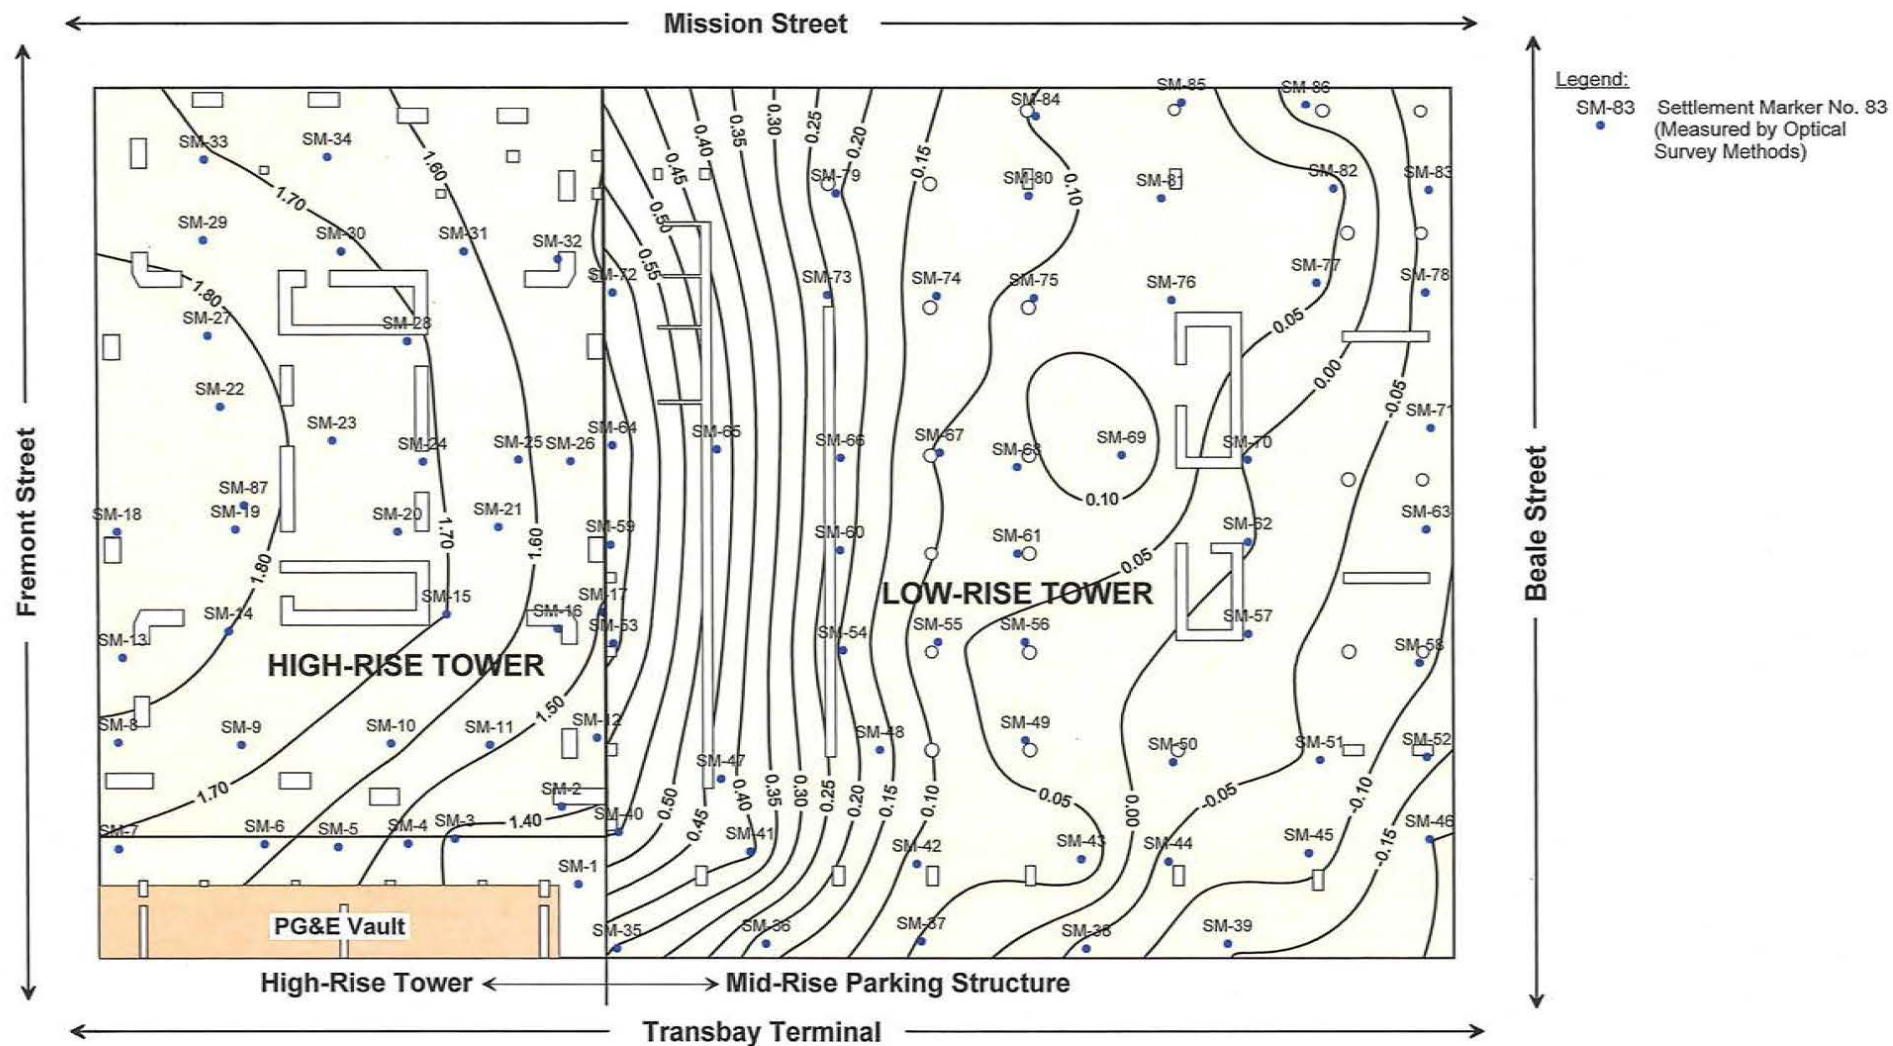 Mission Street
Legend:
SM-83 Settlement Marker No. 83
(Measured by Optical
Survey Methods)
SM-84
SM-85
SM-86
SM-33
SM-34
1.60
0.45
0.40
0.35
0.30
0.25
0.20
0.15
SM-79
SM-80
0.10
SM-81
SM-82
SM-83
1.70
SM-29
SM-30
SM-31
SM-32
0.50
0.55
1.80
SM-72
SM-73
SM-74
SM-75
SM-76
SM-77
SM-78
SM-27
SM-28
0.05
0.00
-0.05
SM-22
SM-23
SM-24
SM-25
SM-26
SM-64
SM-65
SM-66
SM-67
SM-68
SM-69
SM-70
SM-71
0.10
SM-87
SM-18
SM-19
SM-20
SM-21
1.70
1.60
SM-59
SM-60
SM-61
SM-62
SM-63
1.80
0.05
LOW-RISE TOWER
SM-13
SM-14
SM-15
SM-16
SM-17
SM-53
SM-54
SM-55
SM-56
SM-57
SM-58
HIGH-RISE TOWER
1.50
SM-8
SM-9
SM-10
SM-11
SM-12
SM-47
SM-48
SM-49
SM-50
SM-51
SM-52
1.70
SM-2
0.50
0.45
0.40
0.35
0.30
0.25
0.20
0.15
0.10
0.05
0.00
-0.05
-0.10
-0.15
SM-7
SM-6
SM-5
SM-4
SM-3
1.40
SM-40
SM-41
SM-42
SM-43
SM-44
SM-45
SM-46
SM-1
PG&E Vault
SM-35
SM-36
SM-37
SM-38
SM-39
High-Rise Tower
Mid-Rise Parking Structure
Transbay Terminal
Fremont Street
Beale Street